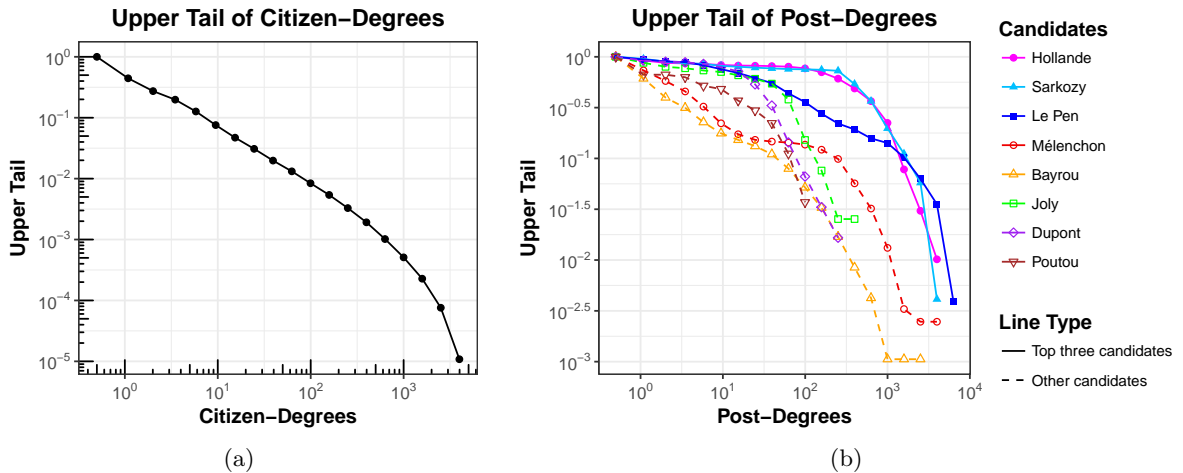 Upper Tail of Citizen−Degrees
Upper Tail
10^0
10^−1
10^−2
10^−3
10^−4
10^−5
10^0
10^1
10^2
10^3
Citizen−Degrees
(a)
Upper Tail of Post−Degrees
Upper Tail
10^0
10^−0.5
10^−1
10^−1.5
10^−2
10^−2.5
10^−3
10^0
10^1
10^2
10^3
10^4
Post−Degrees
(b)
Candidates
Hollande
Sarkozy
Le Pen
Mélenchon
Bayrou
Joly
Dupont
Poutou
Line Type
Top three candidates
Other candidates